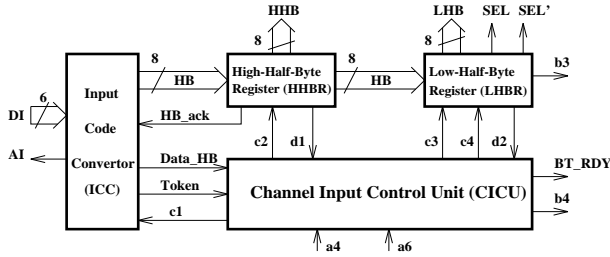 HHB
LHB
SEL
SEL'
8
8
8
8
HB
High-Half-Byte
Register (HHBR)
HB
Low-Half-Byte
Register (LHBR)
b3
6
DI
AI
Input
Code
Convertor
(ICC)
HB_ack
c2
d1
c3
c4
d2
Data_HB
Token
c1
Channel Input Control Unit (CICU)
BT_RDY
b4
a4
a6